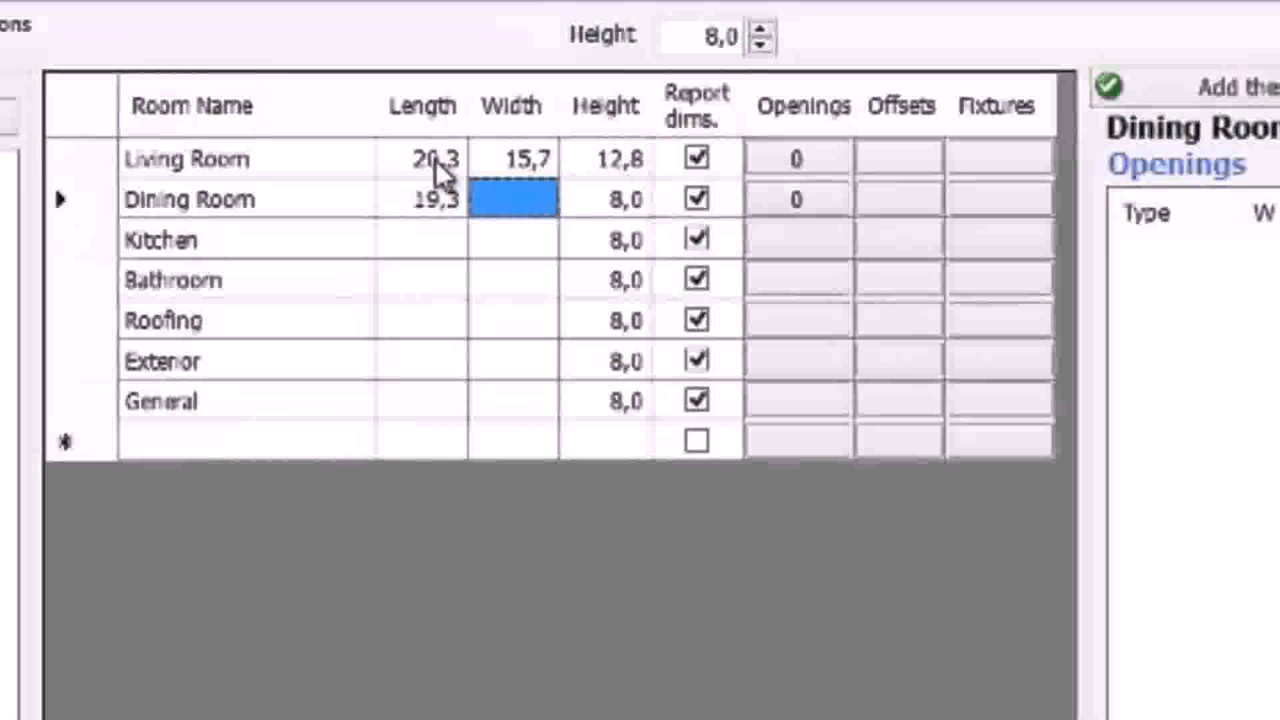 ons
Height 8,0
Room Name Length Width Height Report dims. Openings Offsets Fixtures
Living Room 20,3 15,7 12,8 0
Dining Room 19,3 8,0 0
Kitchen 8,0
Bathroom 8,0
Roofing 8,0
Exterior 8,0
General 8,0
Add the
Dining Roo
Openings
Type W